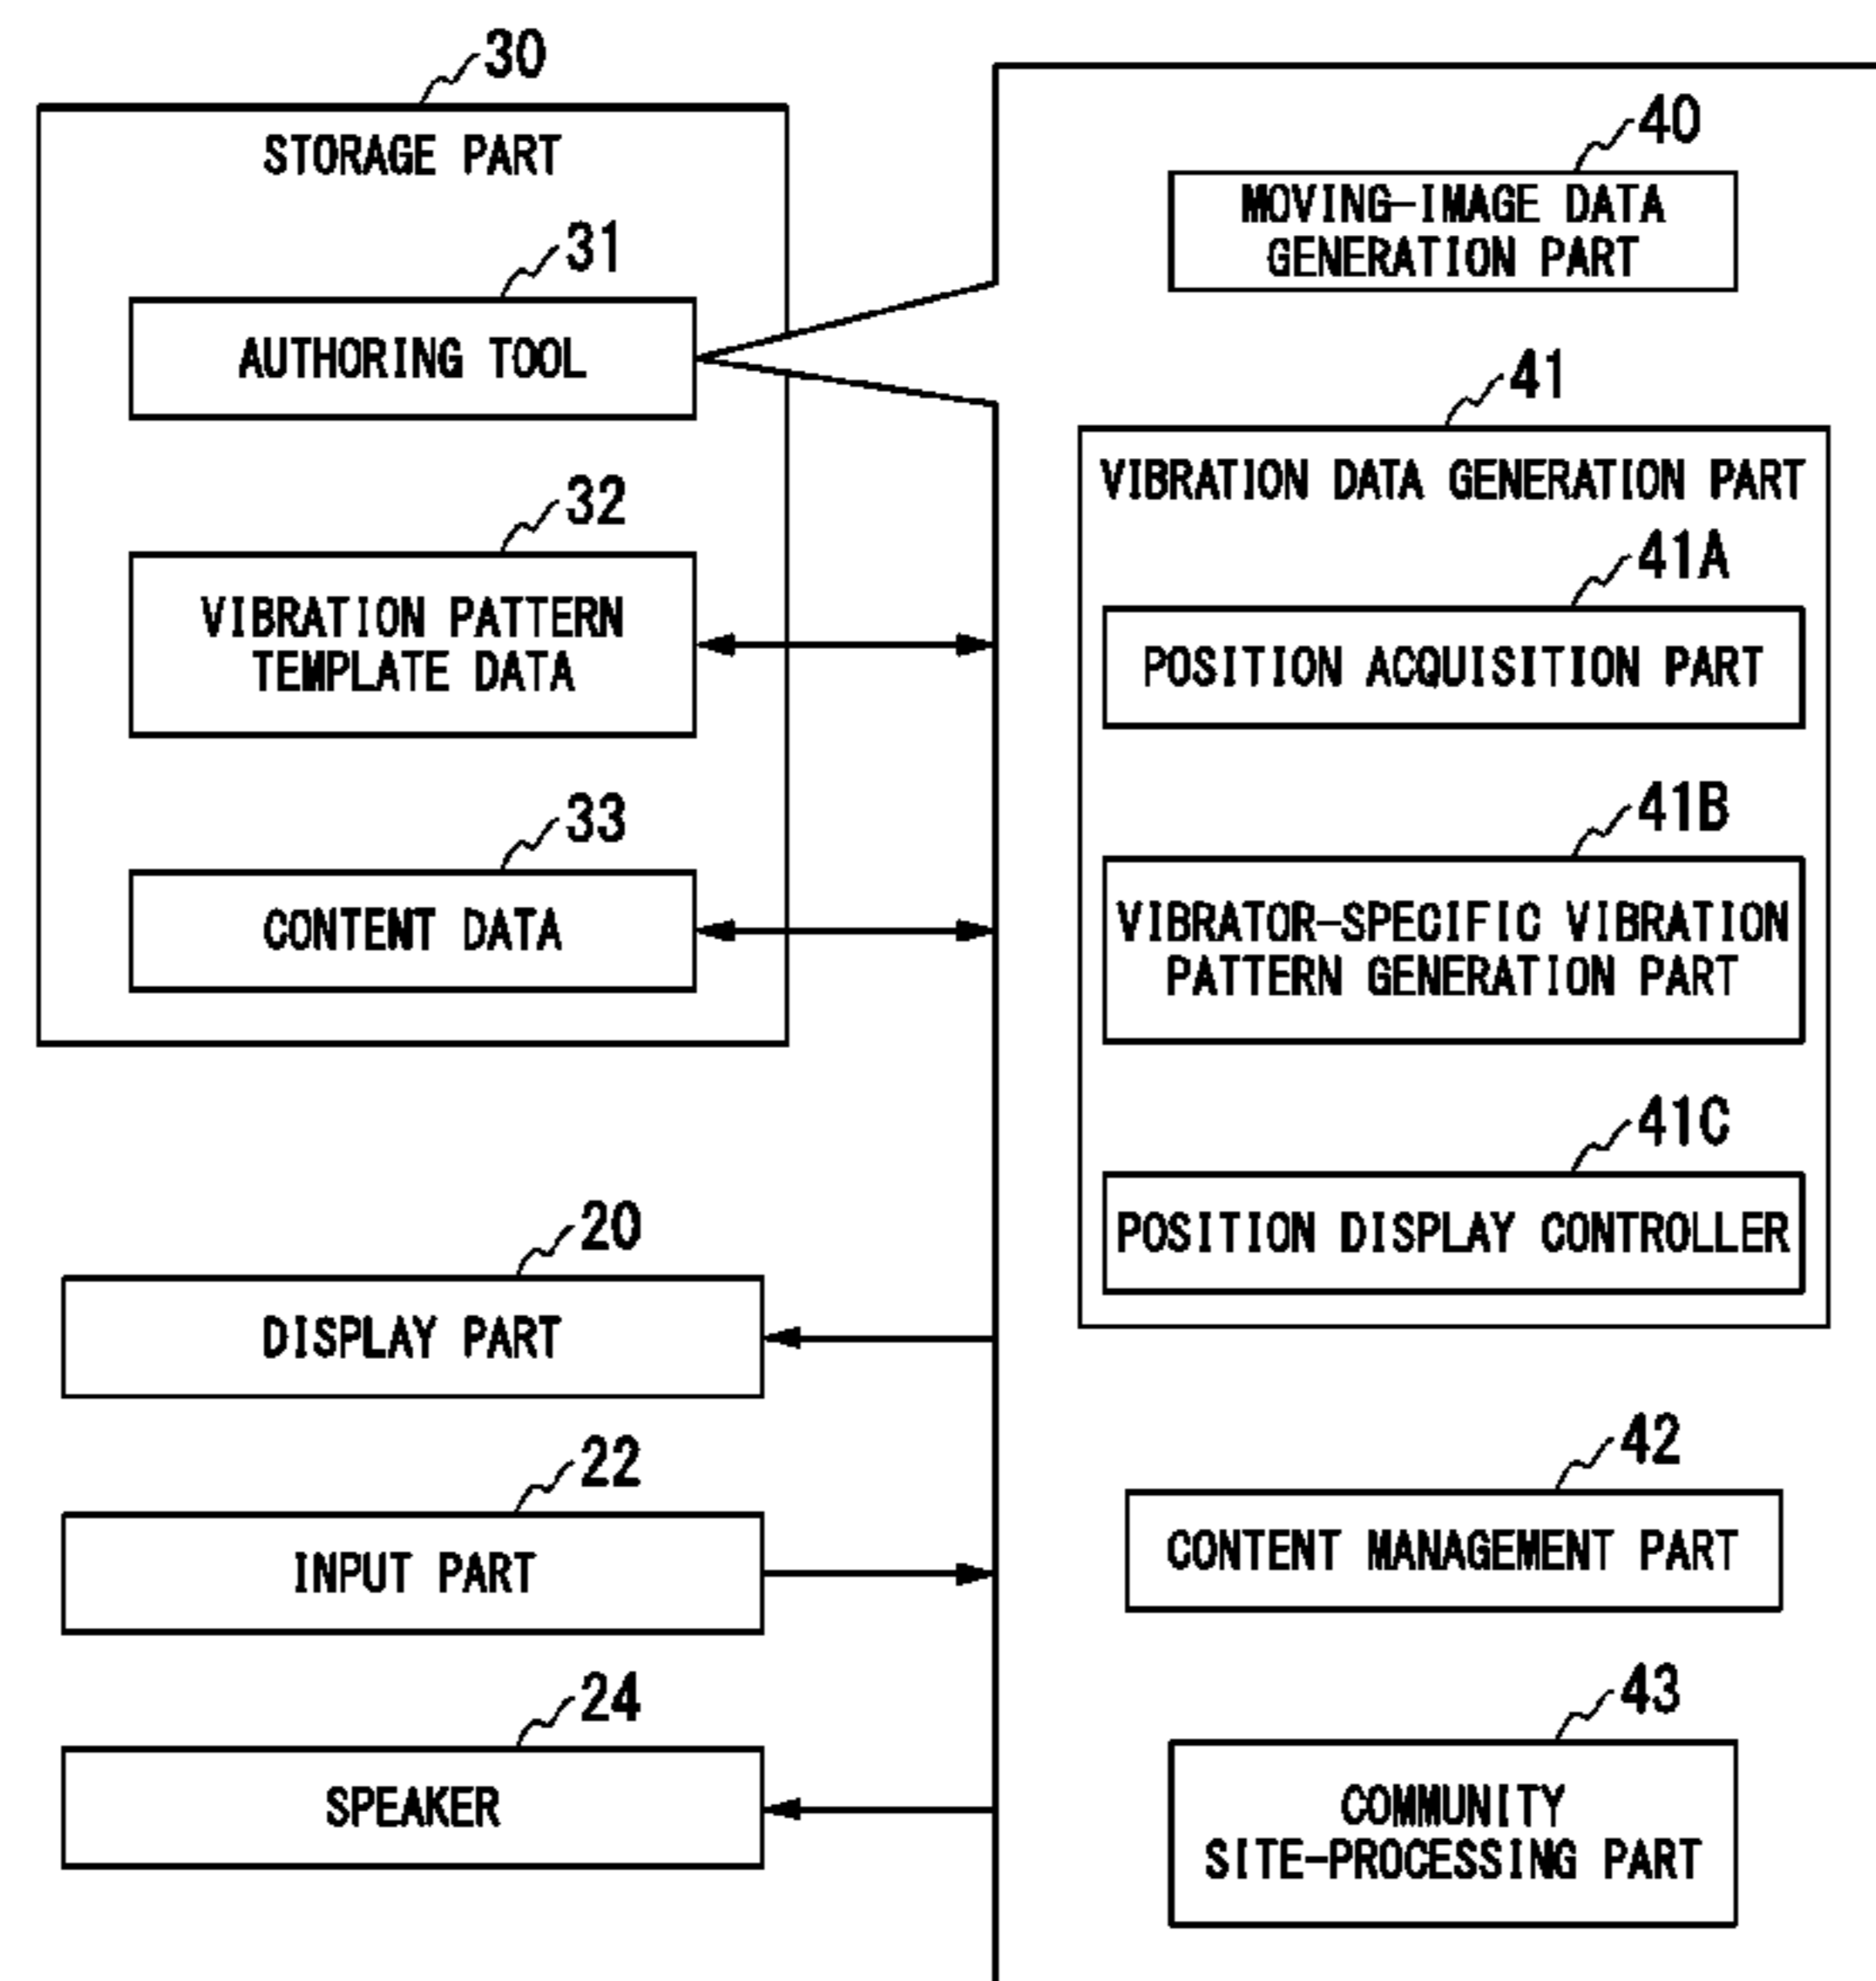 30
STORAGE PART
31
AUTHORING TOOL
32
VIBRATION PATTERN
TEMPLATE DATA
33
CONTENT DATA
20
DISPLAY PART
22
INPUT PART
24
SPEAKER
40
MOVING-IMAGE DATA
GENERATION PART
41
VIBRATION DATA GENERATION PART
41A
POSITION ACQUISITION PART
41B
VIBRATOR-SPECIFIC VIBRATION
PATTERN GENERATION PART
41C
POSITION DISPLAY CONTROLLER
42
CONTENT MANAGEMENT PART
43
COMMUNITY
SITE-PROCESSING PART